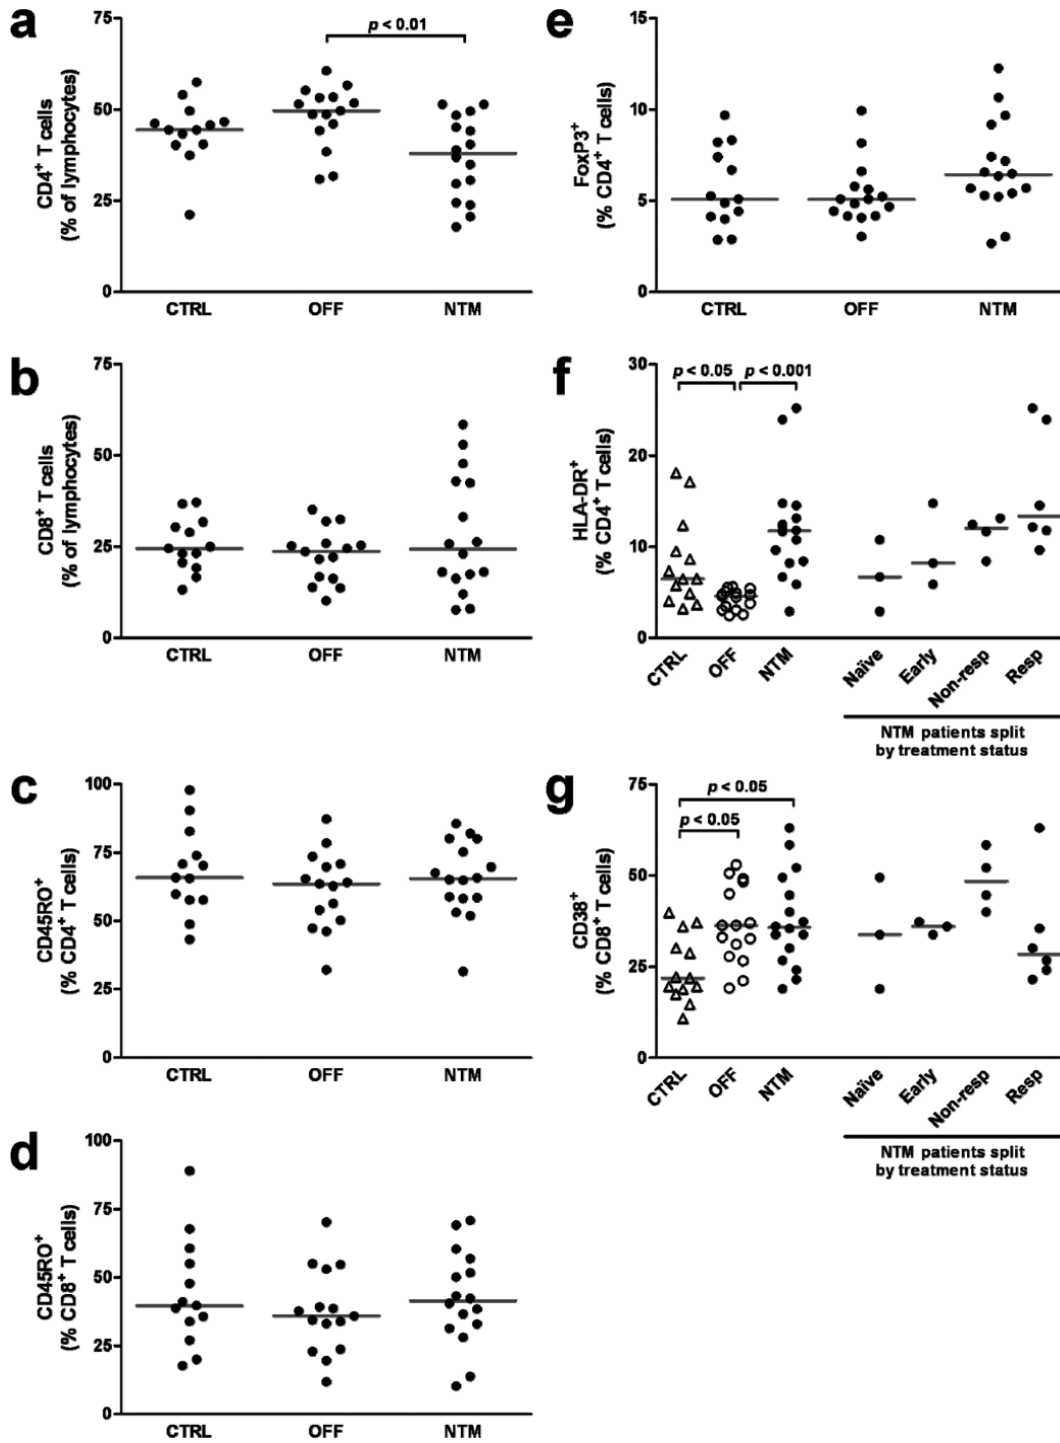 a
CD4+ T cells
(% of lymphocytes)
75
50
25
0
p < 0.01
CTRL OFF NTM
e
FoxP3+
(% CD4+ T cells)
15
10
5
0
CTRL OFF NTM
b
CD8+ T cells
(% of lymphocytes)
75
50
25
0
CTRL OFF NTM
f
HLA-DR+
(% CD4+ T cells)
30
20
10
0
p < 0.05 p < 0.001
CTRL OFF NTM Naïve Early Non-resp Resp
NTM patients split
by treatment status
c
CD45RO+
(% CD4+ T cells)
100
75
50
25
0
CTRL OFF NTM
g
CD38+
(% CD8+ T cells)
75
50
25
0
p < 0.05
p < 0.05
CTRL OFF NTM Naïve Early Non-resp Resp
NTM patients split
by treatment status
d
CD45RO+
(% CD8+ T cells)
100
75
50
25
0
CTRL OFF NTM